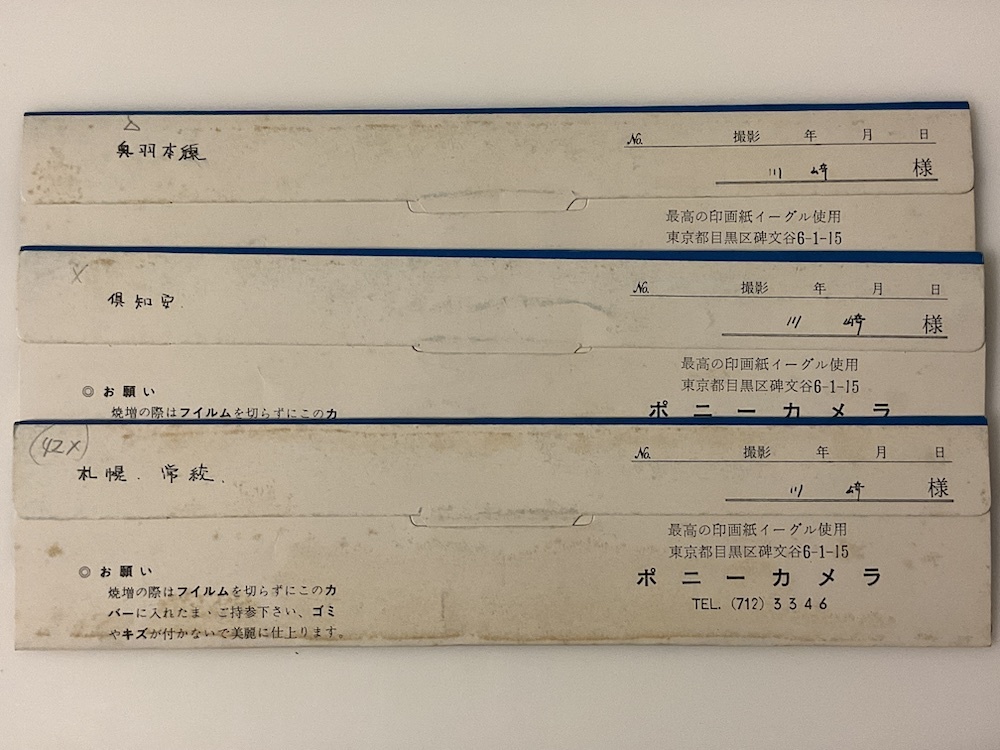 △
奥羽本線
No. 撮影 年 月 日
川 﨑 様
最高の印画紙イーグル使用
東京都目黒区碑文谷6-1-15
×
倶知安.
No. 撮影 年 月 日
川 﨑 様
最高の印画紙イーグル使用
東京都目黒区碑文谷6-1-15
ポニーカメラ
◎ お願い
焼増の際はフイルムを切らずにこのカ
(42×)
札幌. 常紋.
No. 撮影 年 月 日
川 﨑 様
最高の印画紙イーグル使用
東京都目黒区碑文谷6-1-15
ポニーカメラ
TEL. (712) 3346
◎ お願い
焼増の際はフイルムを切らずにこのカ
バーに入れたまゝご持参下さい、ゴミ
やキズが付かないで美麗に仕上ります。